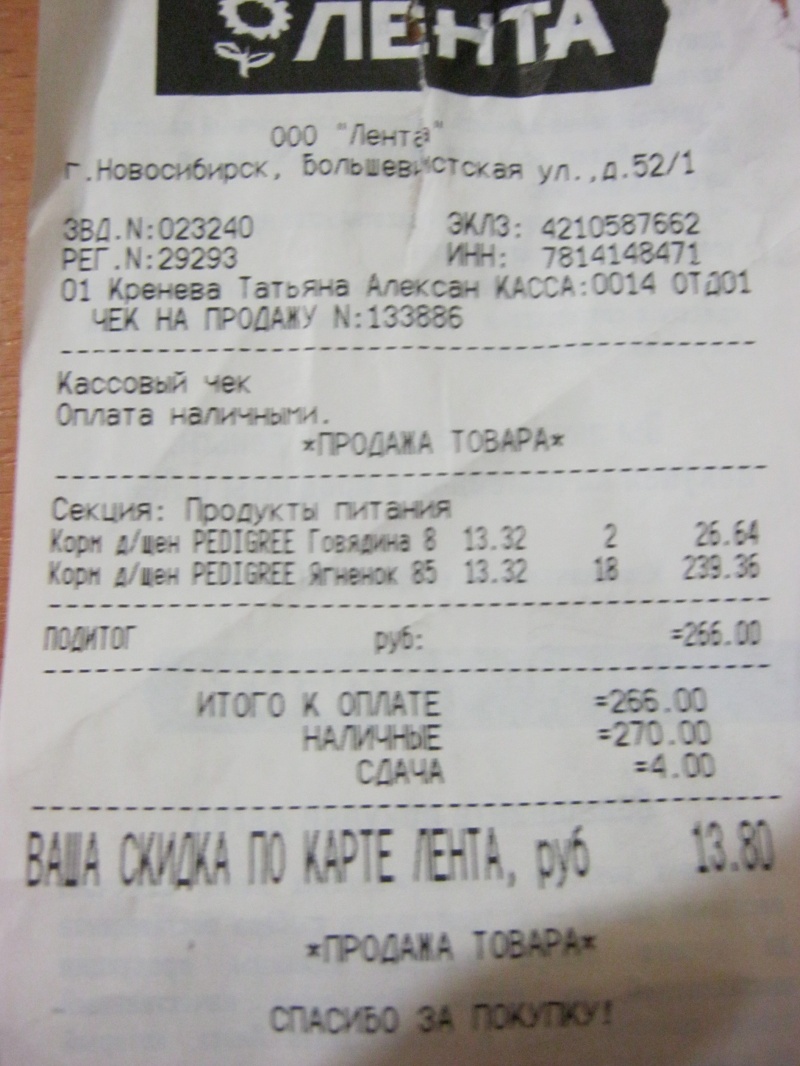 ЛЕНТА
ООО "Лента"
г.Новосибирск, Большевистская ул.,д.52/1
ЗВД.N:023240 ЭКЛЗ: 4210587662
РЕГ.N:29293 ИНН: 7814148471
01 Кренева Татьяна Алексан КАССА:0014 ОТД01
ЧЕК НА ПРОДАЖУ N:133886
Кассовый чек
Оплата наличными.
*ПРОДАЖА ТОВАРА*
Секция: Продукты питания
Корм д/щен PEDIGREE Говядина 8 13.32 2 26.64
Корм д/щен PEDIGREE Ягненок 85 13.32 18 239.36
ПОДИТОГ руб: =266.00
ИТОГО К ОПЛАТЕ =266.00
НАЛИЧНЫЕ =270.00
СДАЧА =4.00
ВАША СКИДКА ПО КАРТЕ ЛЕНТА, руб 13.80
*ПРОДАЖА ТОВАРА*
СПАСИБО ЗА ПОКУПКУ!